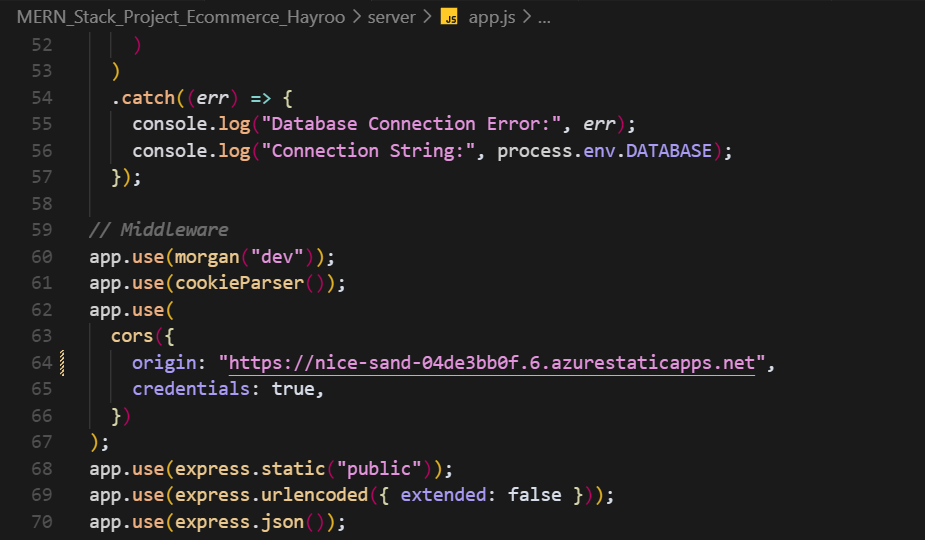 MERN_Stack_Project_Ecommerce_Hayroo > server > JS app.js > ...
52 )
53 )
54 .catch((err) => {
55 console.log("Database Connection Error:", err);
56 console.log("Connection String:", process.env.DATABASE);
57 });
58
59 // Middleware
60 app.use(morgan("dev"));
61 app.use(cookieParser());
62 app.use(
63 cors({
64 origin: "https://nice-sand-04de3bb0f.6.azurestaticapps.net",
65 credentials: true,
66 })
67 );
68 app.use(express.static("public"));
69 app.use(express.urlencoded({ extended: false }));
70 app.use(express.json());